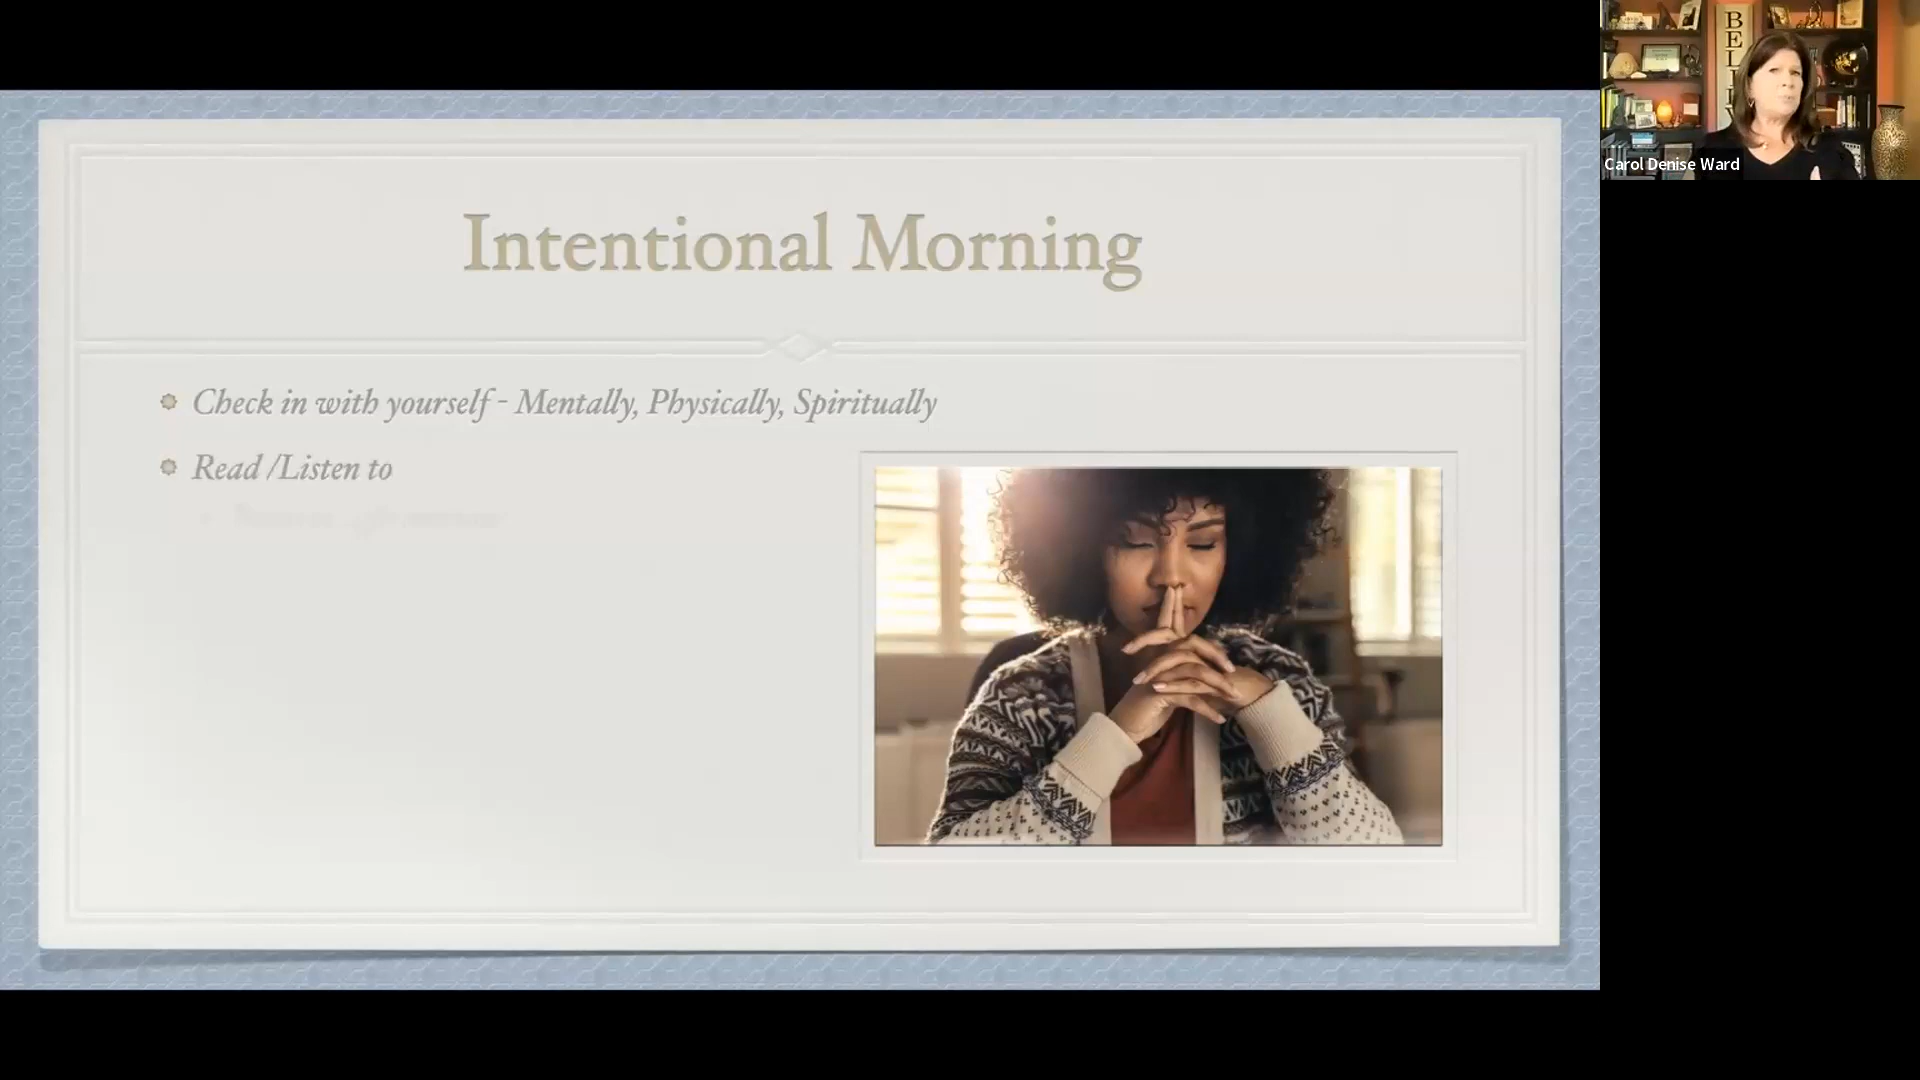 Intentional Morning
Check in with yourself - Mentally, Physically, Spiritually
Read /Listen to
Carol Denise Ward